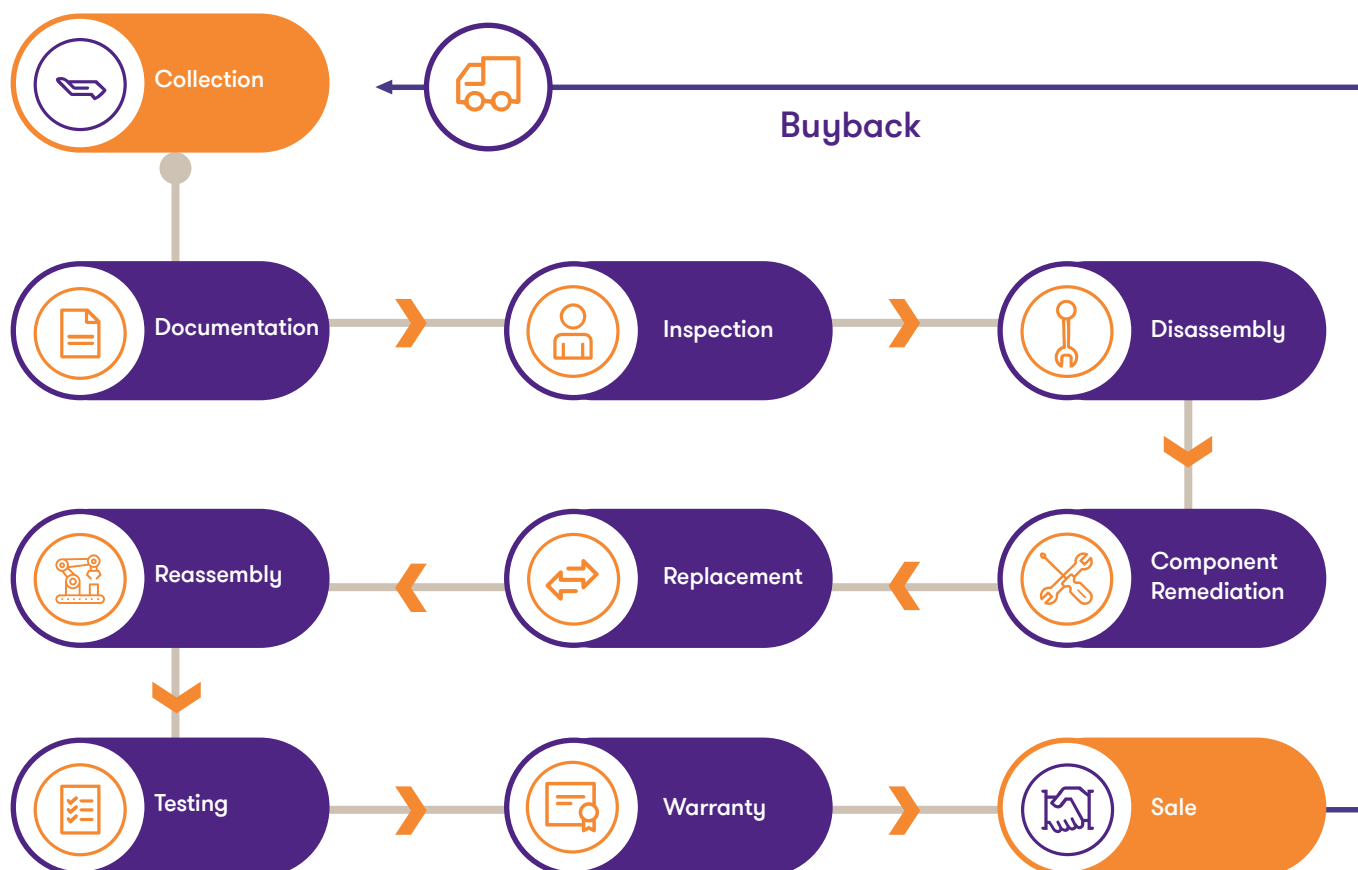 Collection
Buyback
Documentation
Inspection
Disassembly
Component
Remediation
Replacement
Reassembly
Testing
Warranty
Sale